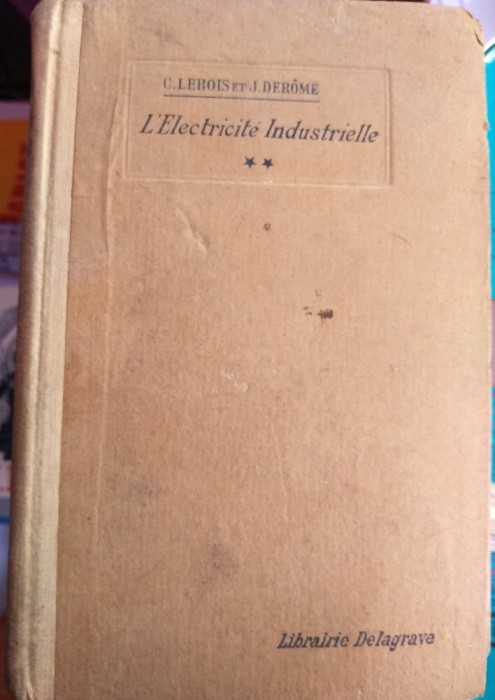 C. LEBOIS ET J. DERÔME
L'Electricité Industrielle
★★
Librairie Delagrave